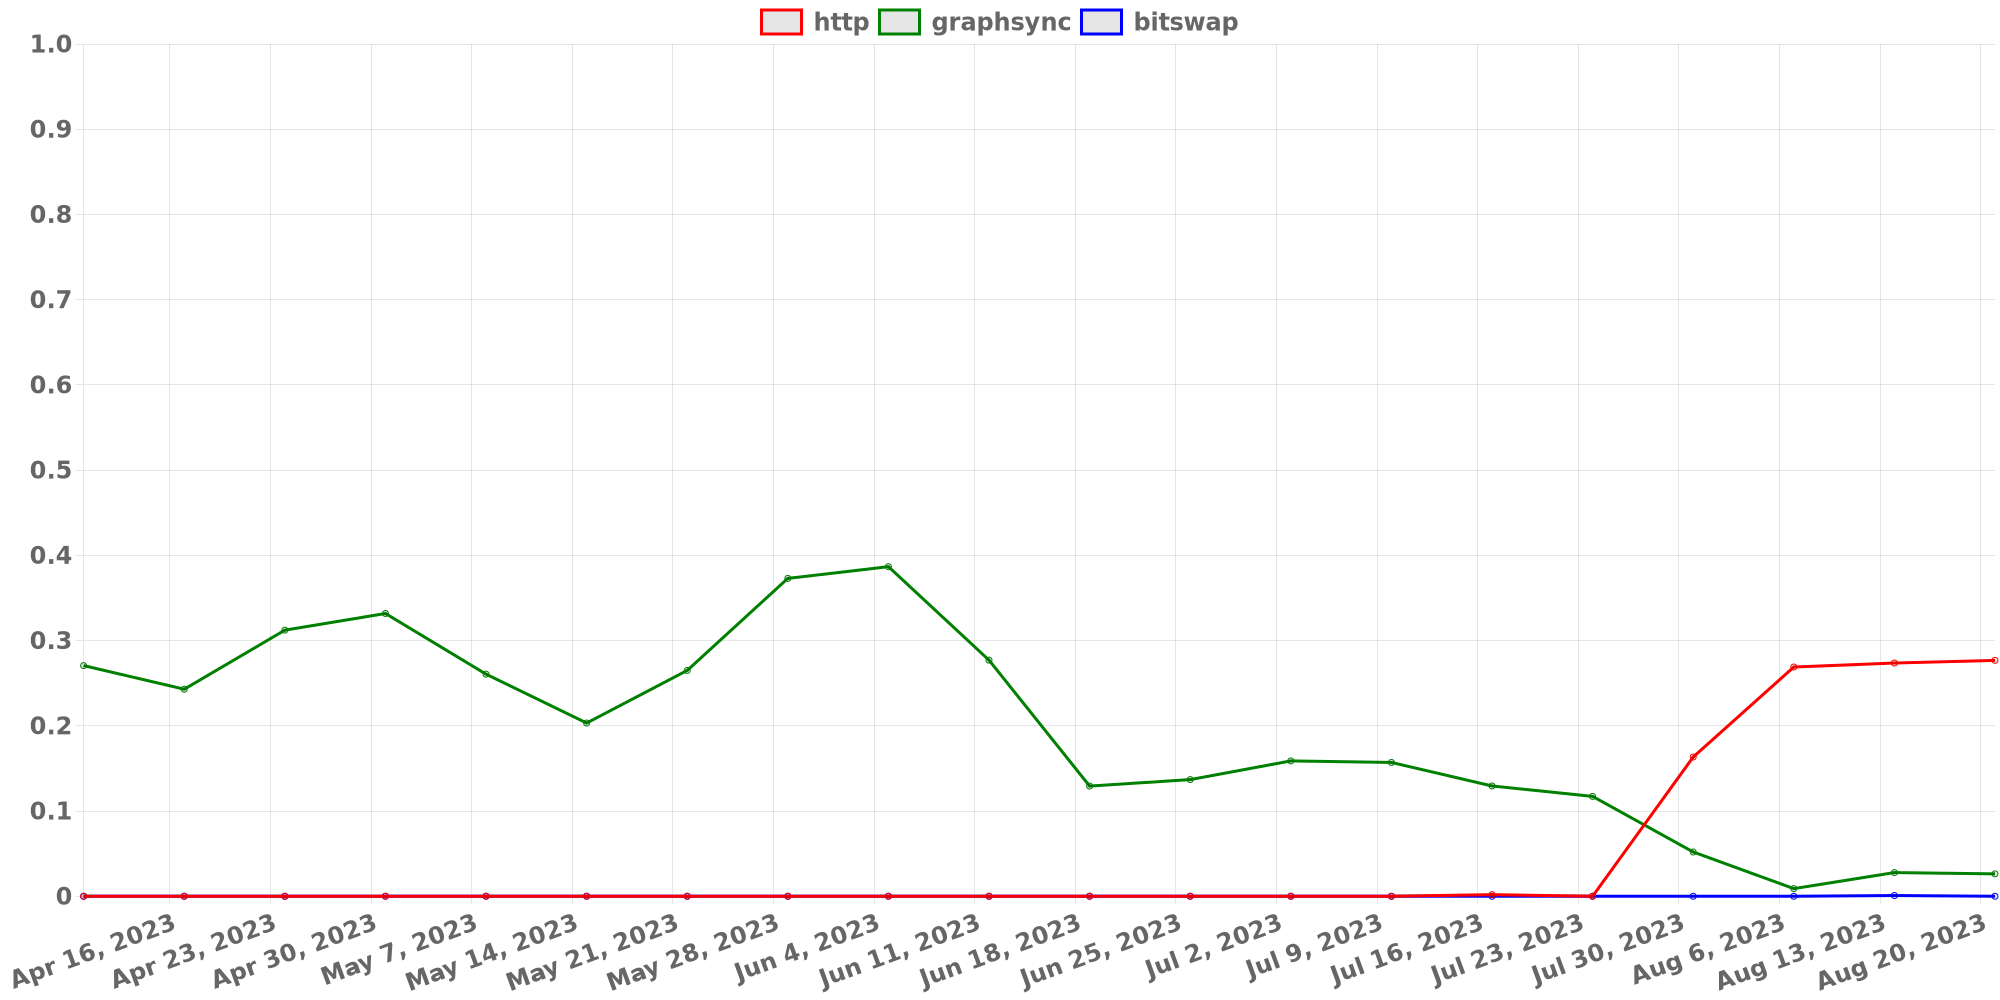 http graphsync bitswap
1.0
0.9
0.8
0.7
0.6
0.5
0.4
0.3
0.2
0.1
0
Apr 16, 2023
Apr 23, 2023
Apr 30, 2023
May 7, 2023
May 14, 2023
May 21, 2023
May 28, 2023
Jun 4, 2023
Jun 11, 2023
Jun 18, 2023
Jun 25, 2023
Jul 2, 2023
Jul 9, 2023
Jul 16, 2023
Jul 23, 2023
Jul 30, 2023
Aug 6, 2023
Aug 13, 2023
Aug 20, 2023